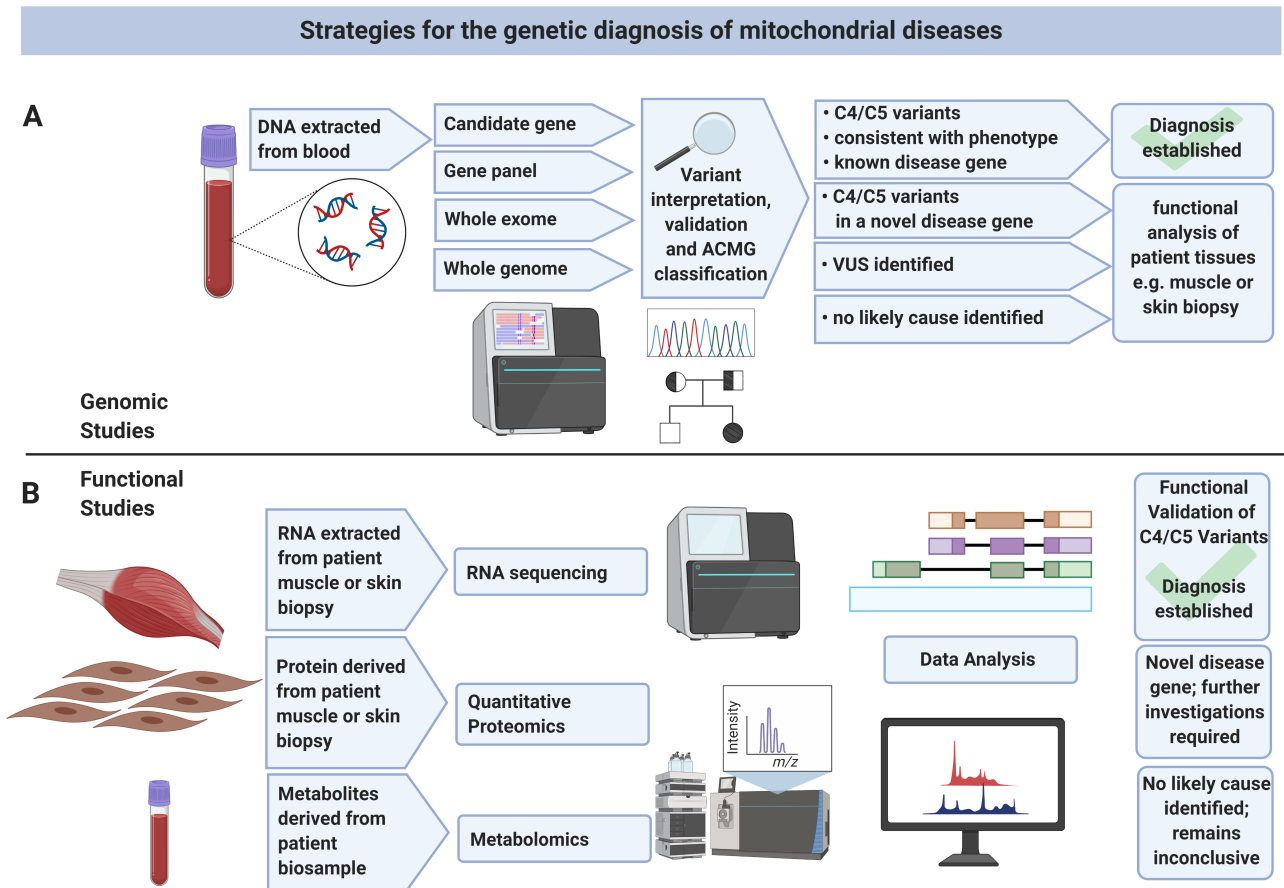 Strategies for the genetic diagnosis of mitochondrial diseases
A
DNA extracted
from blood
Candidate gene
Gene panel
Whole exome
Whole genome
Variant
interpretation,
validation
and ACMG
classification
• C4/C5 variants
• consistent with phenotype
• known disease gene
• C4/C5 variants
in a novel disease gene
• VUS identified
• no likely cause identified
Diagnosis
established
functional
analysis of
patient tissues
e.g. muscle or
skin biopsy
Genomic
Studies
B
Functional
Studies
RNA extracted
from patient
muscle or skin
biopsy
RNA sequencing
Protein derived
from patient
muscle or skin
biopsy
Quantitative
Proteomics
Metabolites
derived from
patient
biosample
Metabolomics
Intensity
m/z
Data Analysis
Functional
Validation of
C4/C5 Variants
Diagnosis
established
Novel disease
gene; further
investigations
required
No likely cause
identified;
remains
inconclusive